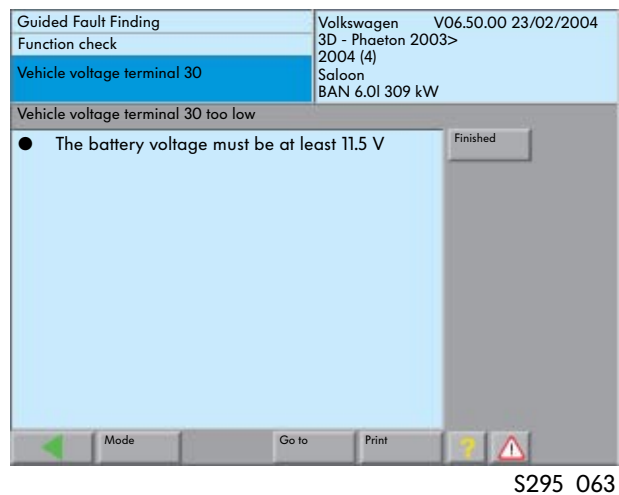 Guided Fault Finding
Function check
Vehicle voltage terminal 30
Volkswagen V06.50.00 23/02/2004
3D - Phaeton 2003>
2004 (4)
Saloon
BAN 6.0l 309 kW
Vehicle voltage terminal 30 too low
● The battery voltage must be at least 11.5 V
Finished
Mode
Go to
Print
?
!
S295_063